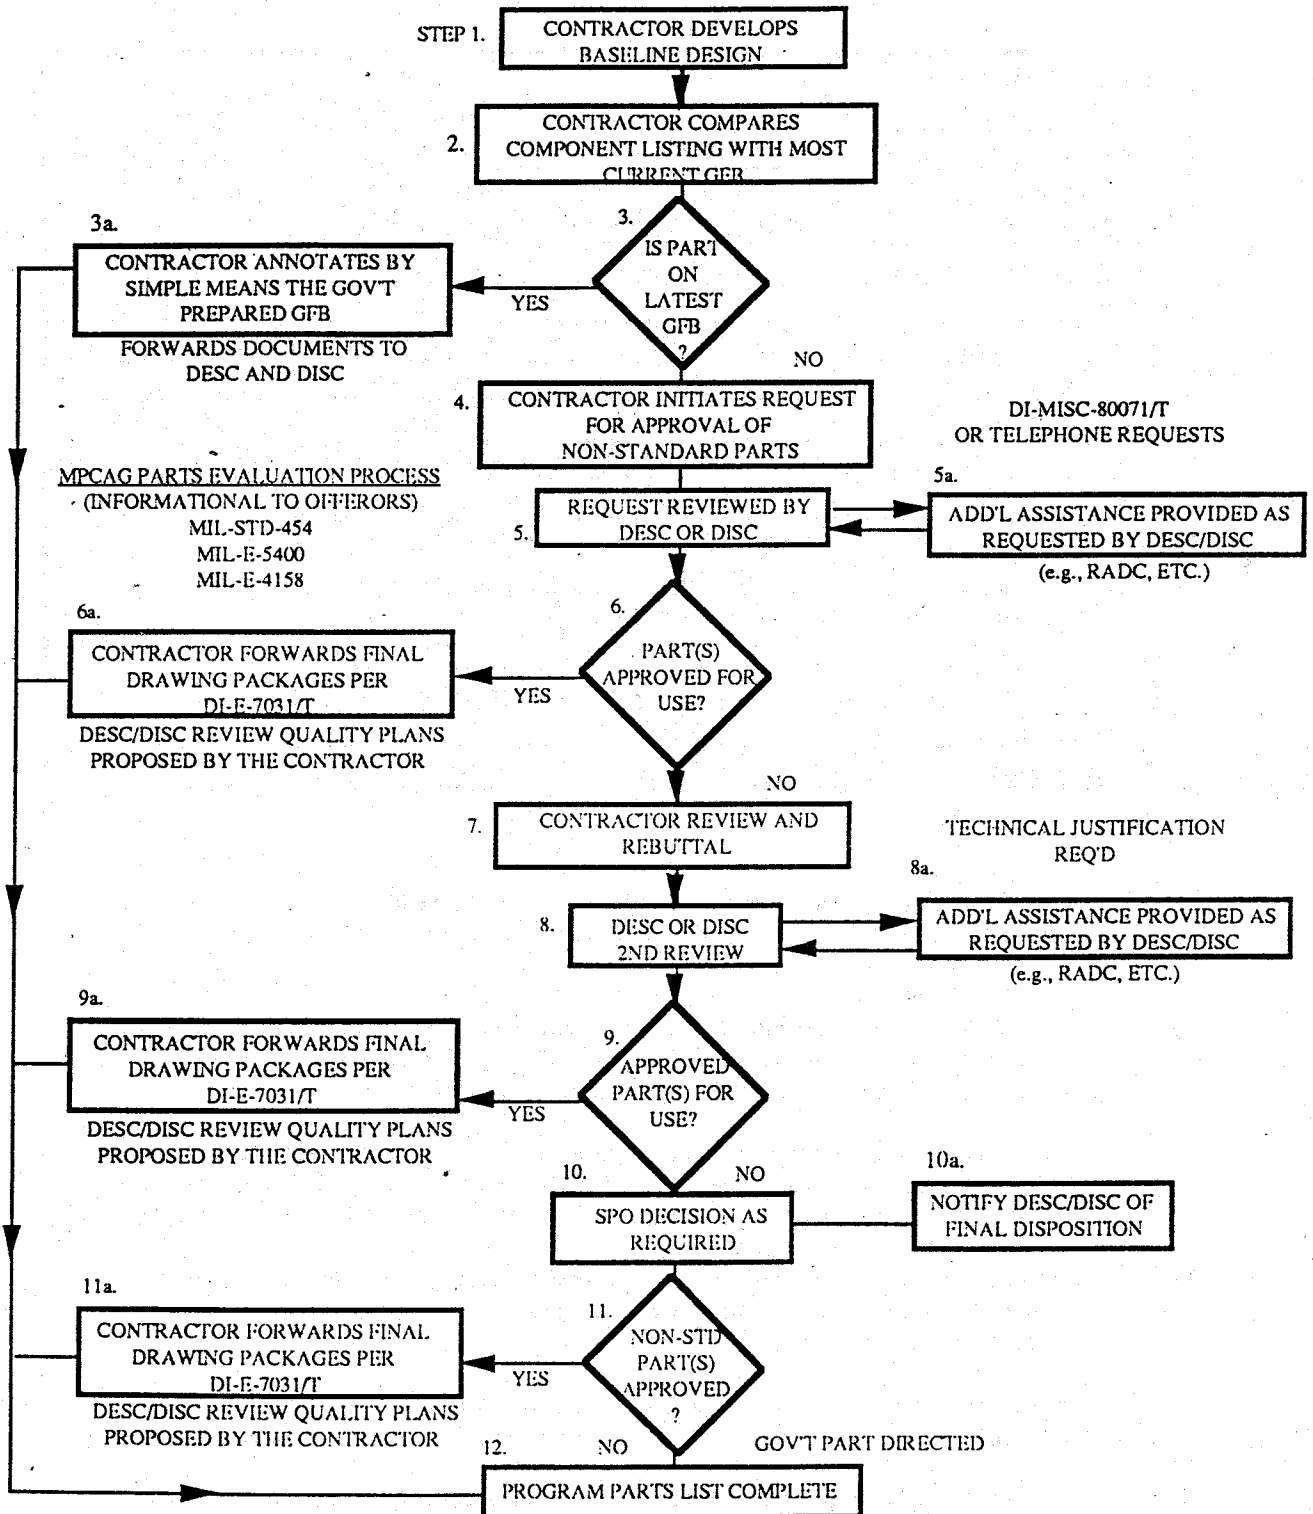 STEP 1.
CONTRACTOR DEVELOPS
BASELINE DESIGN
2.
CONTRACTOR COMPARES
COMPONENT LISTING WITH MOST
CURRENT GFB
3.
IS PART
ON
LATEST
GFB
?
YES
NO
3a.
CONTRACTOR ANNOTATES BY
SIMPLE MEANS THE GOV'T
PREPARED GFB
FORWARDS DOCUMENTS TO
DESC AND DISC
4.
CONTRACTOR INITIATES REQUEST
FOR APPROVAL OF
NON-STANDARD PARTS
DI-MISC-80071/T
OR TELEPHONE REQUESTS
MPCAG PARTS EVALUATION PROCESS
(INFORMATIONAL TO OFFERORS)
MIL-STD-454
MIL-E-5400
MIL-E-4158
5.
REQUEST REVIEWED BY
DESC OR DISC
5a.
ADD'L ASSISTANCE PROVIDED AS
REQUESTED BY DESC/DISC
(e.g., RADC, ETC.)
6.
PART(S)
APPROVED FOR
USE?
YES
NO
6a.
CONTRACTOR FORWARDS FINAL
DRAWING PACKAGES PER
DI-E-7031/T
DESC/DISC REVIEW QUALITY PLANS
PROPOSED BY THE CONTRACTOR
7.
CONTRACTOR REVIEW AND
REBUTTAL
TECHNICAL JUSTIFICATION
REQ'D
8.
DESC OR DISC
2ND REVIEW
8a.
ADD'L ASSISTANCE PROVIDED AS
REQUESTED BY DESC/DISC
(e.g., RADC, ETC.)
9.
APPROVED
PART(S) FOR
USE?
YES
NO
9a.
CONTRACTOR FORWARDS FINAL
DRAWING PACKAGES PER
DI-E-7031/T
DESC/DISC REVIEW QUALITY PLANS
PROPOSED BY THE CONTRACTOR
10.
SPO DECISION AS
REQUIRED
10a.
NOTIFY DESC/DISC OF
FINAL DISPOSITION
11.
NON-STD
PART(S)
APPROVED
?
YES
NO
11a.
CONTRACTOR FORWARDS FINAL
DRAWING PACKAGES PER
DI-E-7031/T
DESC/DISC REVIEW QUALITY PLANS
PROPOSED BY THE CONTRACTOR
GOV'T PART DIRECTED
12.
PROGRAM PARTS LIST COMPLETE